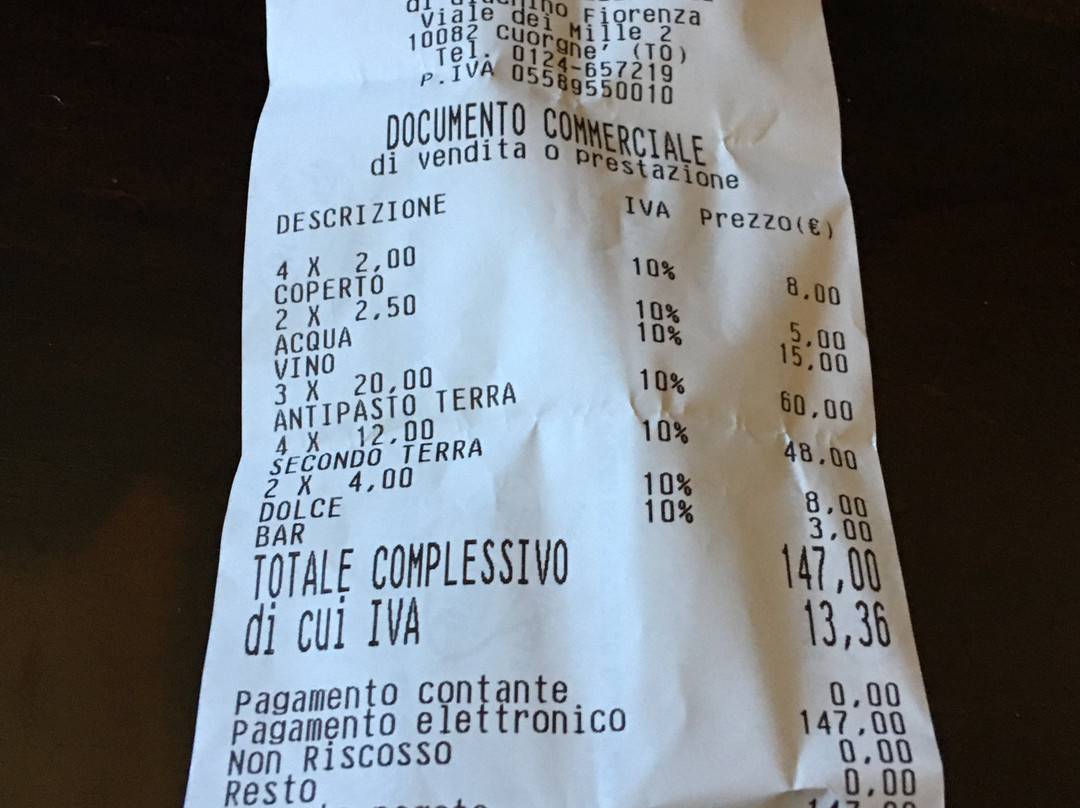 Fiorenza
Viale dei Mille 2
10082 Cuorgne' (TO)
Tel. 0124-657219
P.IVA 05589550010
DOCUMENTO COMMERCIALE
di vendita o prestazione
DESCRIZIONE IVA Prezzo(€)
4 X 2,00
COPERTO 10% 8,00
2 X 2,50
ACQUA 10% 5,00
VINO 10% 15,00
3 X 20,00
ANTIPASTO TERRA 10% 60,00
4 X 12,00
SECONDO TERRA 10% 48,00
2 X 4,00
DOLCE 10% 8,00
BAR 10% 3,00
TOTALE COMPLESSIVO 147,00
di cui IVA 13,36
Pagamento contante 0,00
Pagamento elettronico 147,00
Non Riscosso 0,00
Resto 0,00